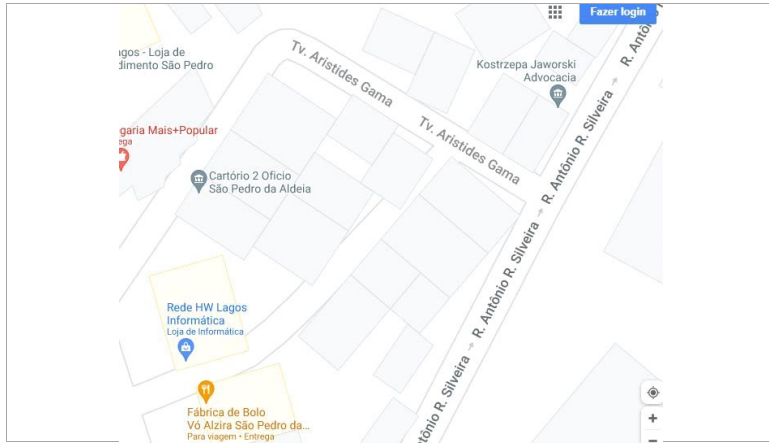 Fazer login
Tv. Aristides Gama
agos - Loja de
dimento São Pedro
Kostrzepa Jaworski
Advocacia
R. Antônio R. Silveira
Tv. Aristides Gama
garia Mais+Popular
ega
Cartório 2 Ofício
São Pedro da Aldeia
R. Antônio R. Silveira
Rede HW Lagos
Informática
Loja de Informática
R. Antônio R. Silveira
Fábrica de Bolo
Vó Alzira São Pedro da...
Para viagem • Entrega
tônio R. Silveira
R. Antô